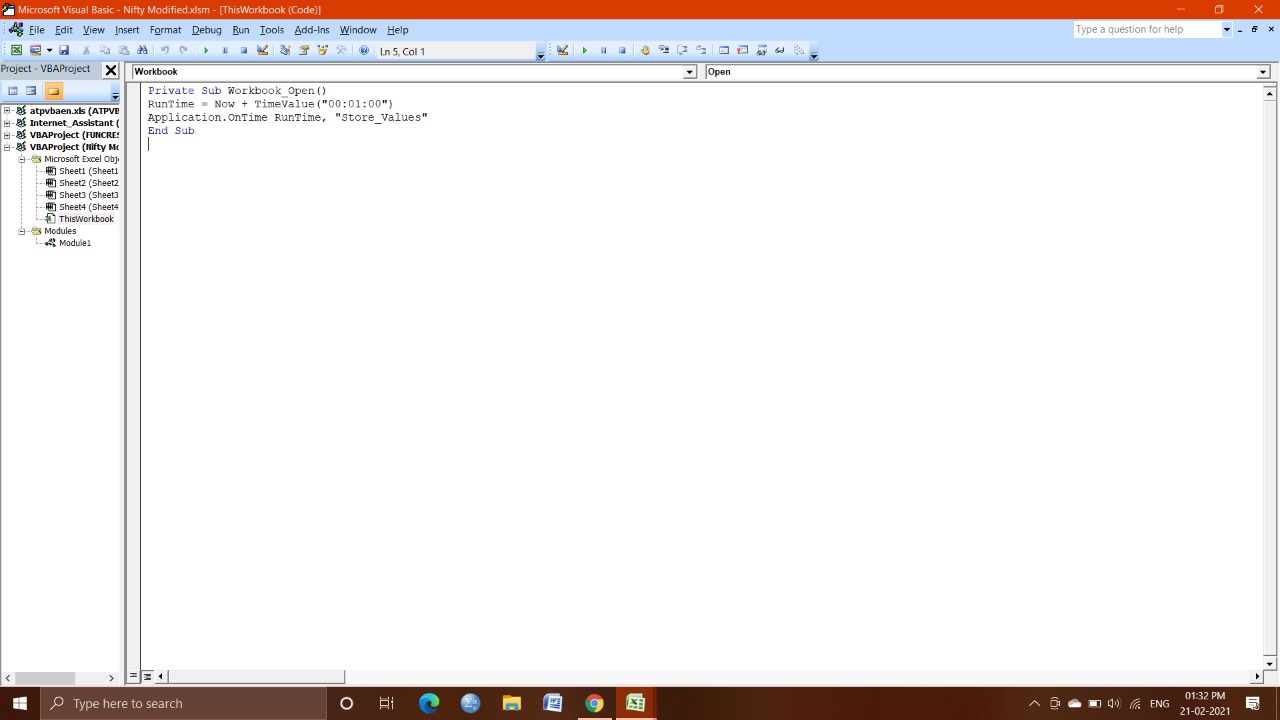 Microsoft Visual Basic - Nifty Modified.xlsm - [ThisWorkbook (Code)]
File Edit View Insert Format Debug Run Tools Add-Ins Window Help
Type a question for help
Ln 5, Col 1
Project - VBAProject
Workbook
Open
atpvbaen.xls (ATPVB
Internet_Assistant (
VBAProject (FUNCRES
VBAProject (Nifty Mo
Microsoft Excel Obj
Sheet1 (Sheet1
Sheet2 (Sheet2
Sheet3 (Sheet3
Sheet4 (Sheet4
ThisWorkbook
Modules
Module1
Private Sub Workbook_Open()
RunTime = Now + TimeValue("00:01:00")
Application.OnTime RunTime, "Store_Values"
End Sub
Type here to search
ENG
01:32 PM
21-02-2021